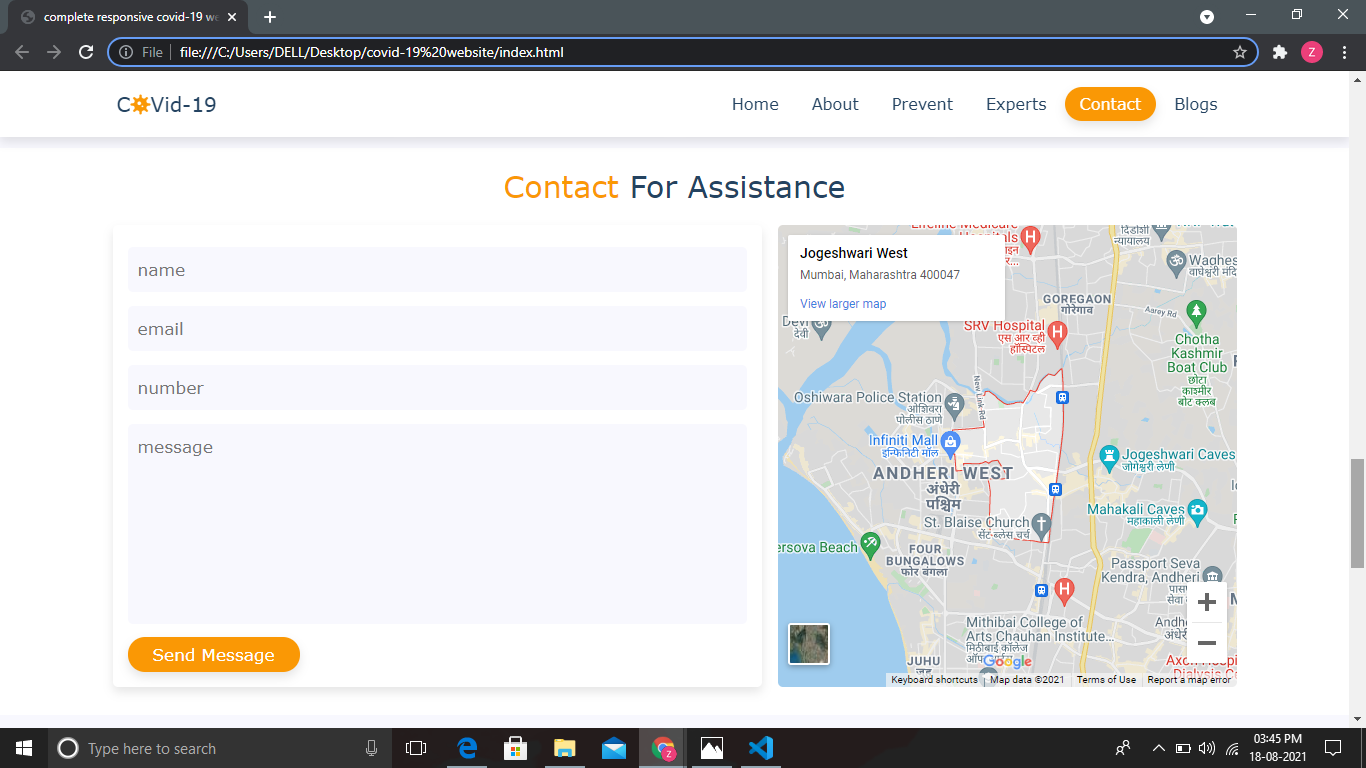 complete responsive covid-19 we
File
file:///C:/Users/DELL/Desktop/covid-19%20website/index.html
Z
C Vid-19
Home
About
Prevent
Experts
Contact
Blogs
Contact For Assistance
name
email
number
message
Send Message
Jogeshwari West
Mumbai, Maharashtra 400047
View larger map
Lifeline Medicare
Hospitals
दिंडोशी
न्यायालय
Waghes
वाघेश्वरी मंदि
GOREGAON
गोरेगाव
Aarey Rd
Devi
देवी
SRV Hospital
एस आर व्ही
हॉस्पिटल
Chotha
Kashmir
Boat Club
छोटा
काश्मीर
बोट क्लब
New Link Rd
Oshiwara Police Station
ओशिवरा
पोलीस ठाणे
Infiniti Mall
इन्फिनिटी मॉल
Jogeshwari Caves
जोगेश्वरी लेणी
ANDHERI WEST
अंधेरी
पश्चिम
Mahakali Caves
महाकाली लेणी
St. Blaise Church
सेंट-ब्लेस चर्च
ersova Beach
FOUR
BUNGALOWS
फोर बंगला
Passport Seva
Kendra, Andheri
सेवा
Mithibai College of
Arts Chauhan Institute...
मिठीबाई कॉलेज
JUHU
Google
Keyboard shortcuts
Map data ©2021
Terms of Use
Report a map error
Type here to search
Z
03:45 PM
18-08-2021